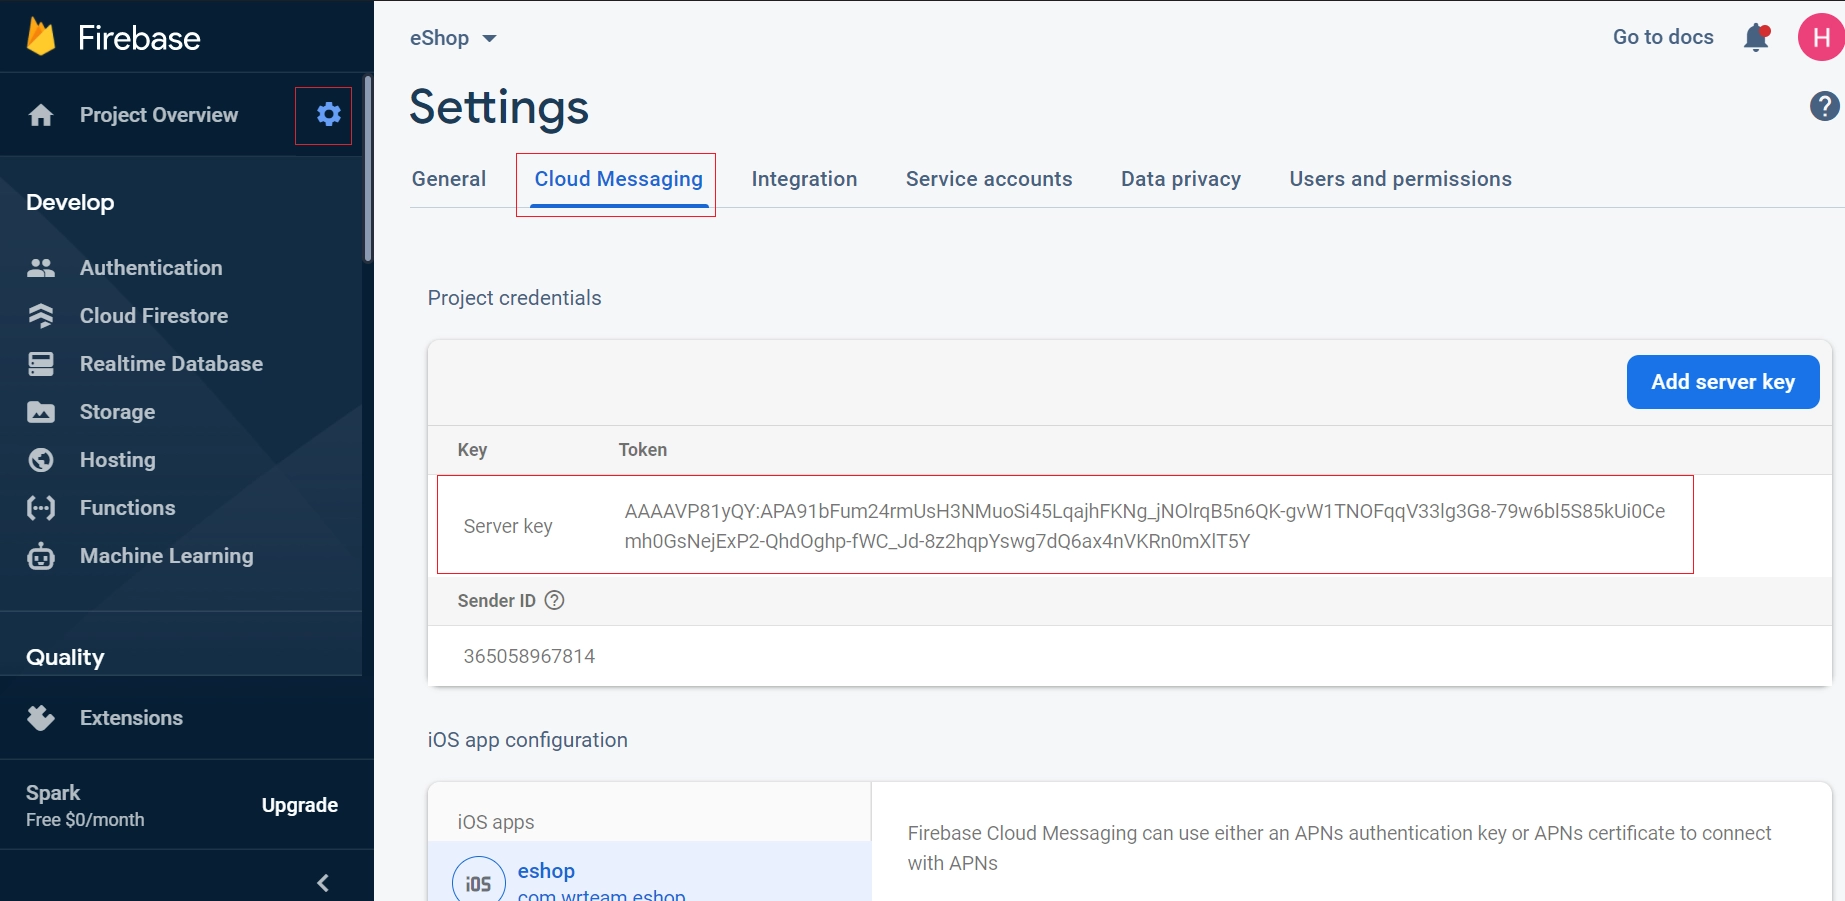 Firebase
eShop
Go to docs
H
Project Overview
Settings
?
General Cloud Messaging Integration Service accounts Data privacy Users and permissions
Develop
Authentication
Cloud Firestore
Realtime Database
Storage
Hosting
Functions
Machine Learning
Quality
Extensions
Spark
Free $0/month
Upgrade
Project credentials
Add server key
Key Token
Server key
AAAAVP81yQY:APA91bFum24rmUsH3NMuoSi45LqajhFKNg_jNOlrqB5n6QK-gvW1TNOFqqV33lg3G8-79w6bl5S85kUi0Ce
mh0GsNejExP2-QhdOghp-fWC_Jd-8z2hqpYswg7dQ6ax4nVKRn0mXlT5Y
Sender ID ?
365058967814
iOS app configuration
iOS apps
iOS
eshop
com.wrteam.eshop
Firebase Cloud Messaging can use either an APNs authentication key or APNs certificate to connect
with APNs